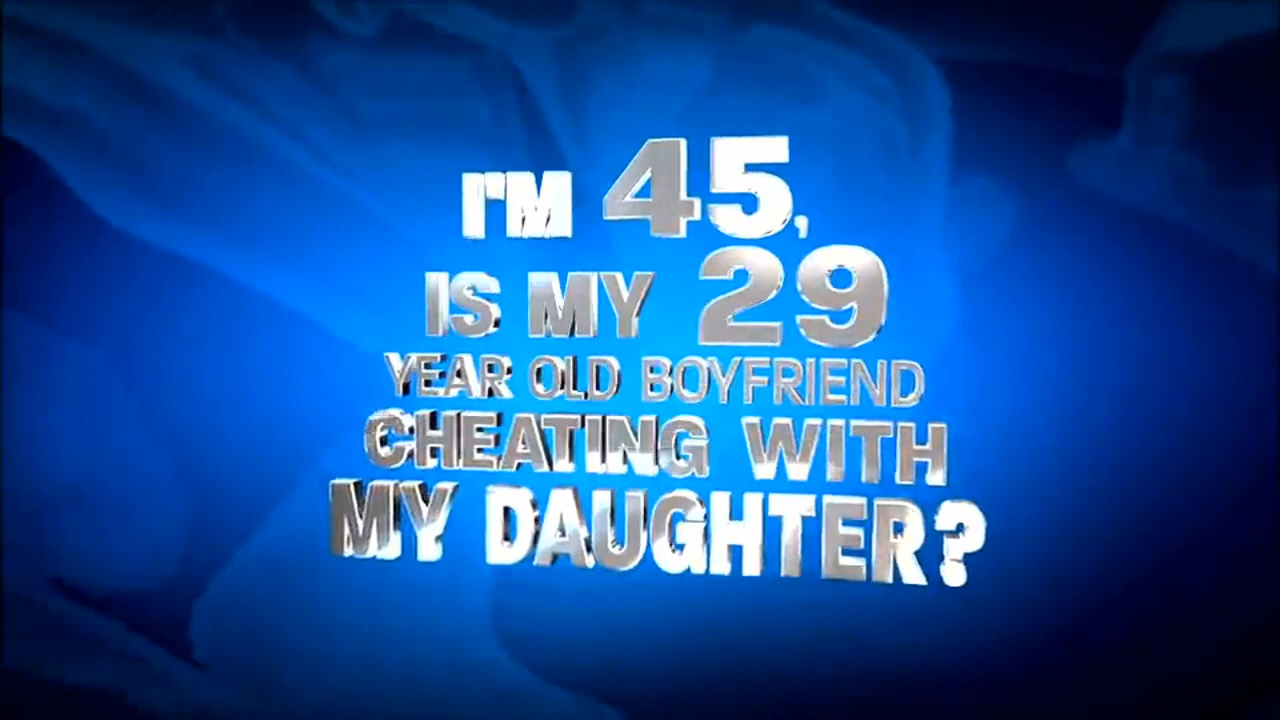 I'M 45,
IS MY 29
YEAR OLD BOYFRIEND
CHEATING WITH
MY DAUGHTER?